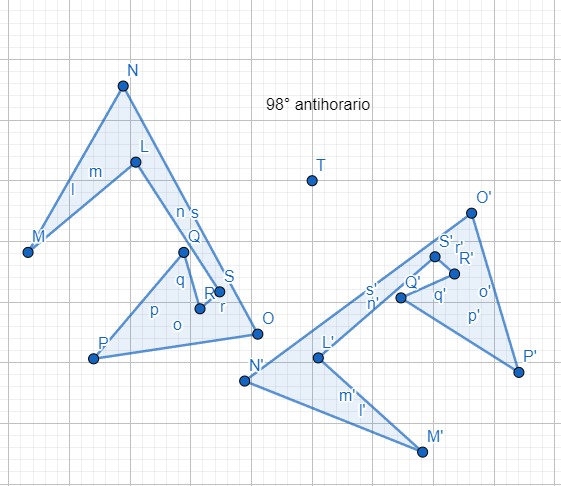 N
98° antihorario
L
T
m
l
O'
n s
M
Q
S' r'
R'
q
S
Q'
s'
q'
o'
R
r
n'
p
p'
o
O
P
L'
P'
N'
m'
l'
M'